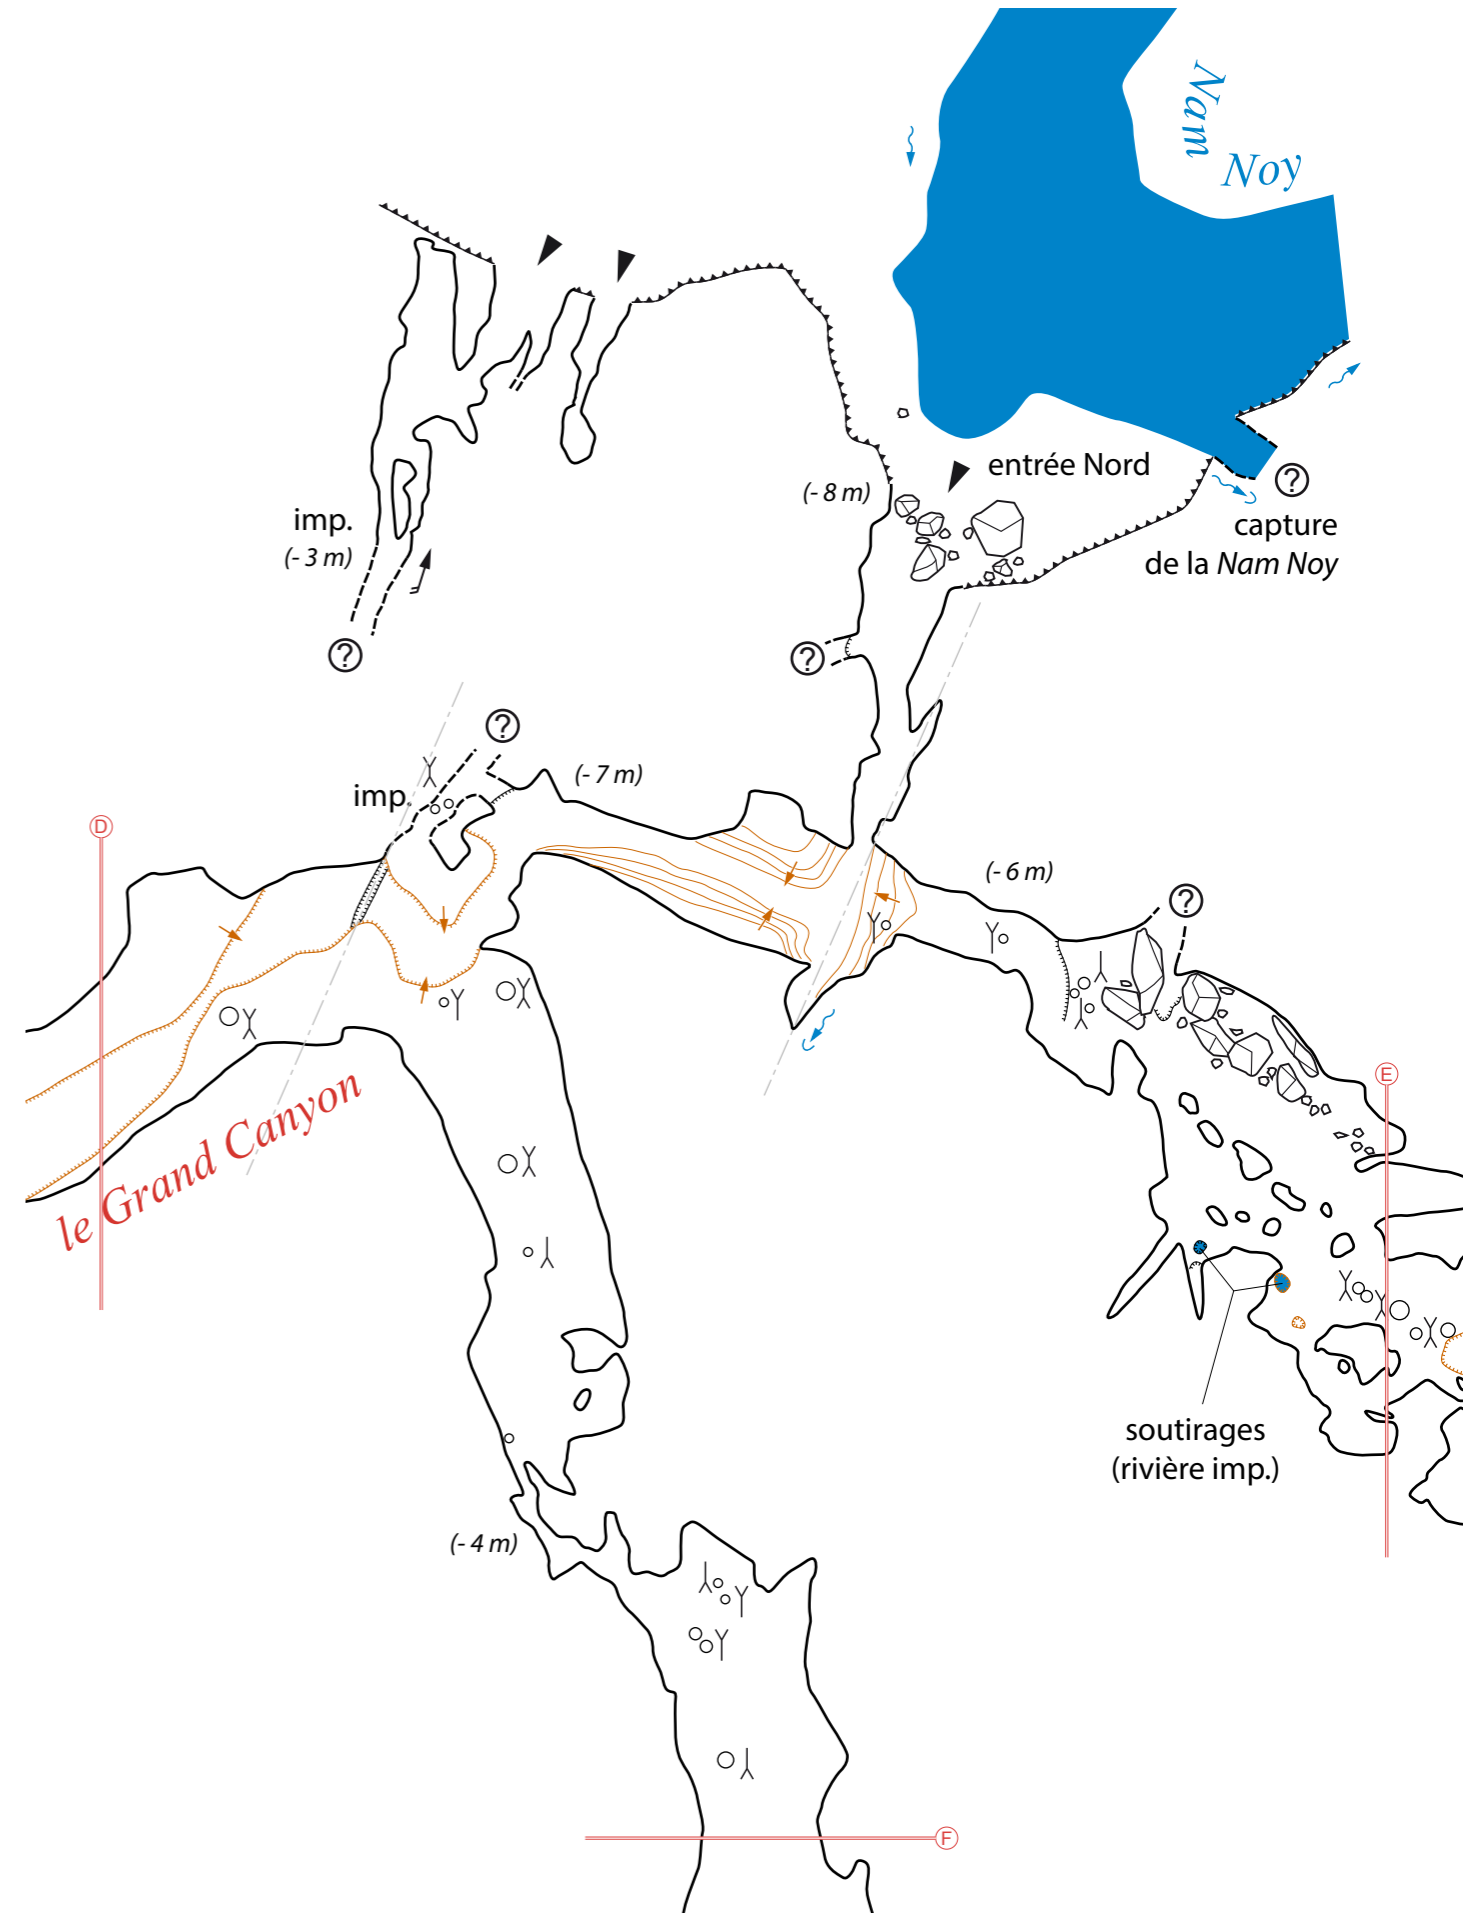 Nam
Noy
entrée Nord
(- 8 m)
?
capture
de la Nam Noy
imp.
(- 3 m)
?
?
?
(- 7 m)
imp.
D
(- 6 m)
?
E
le Grand Canyon
soutirages
(rivière imp.)
(- 4 m)
F